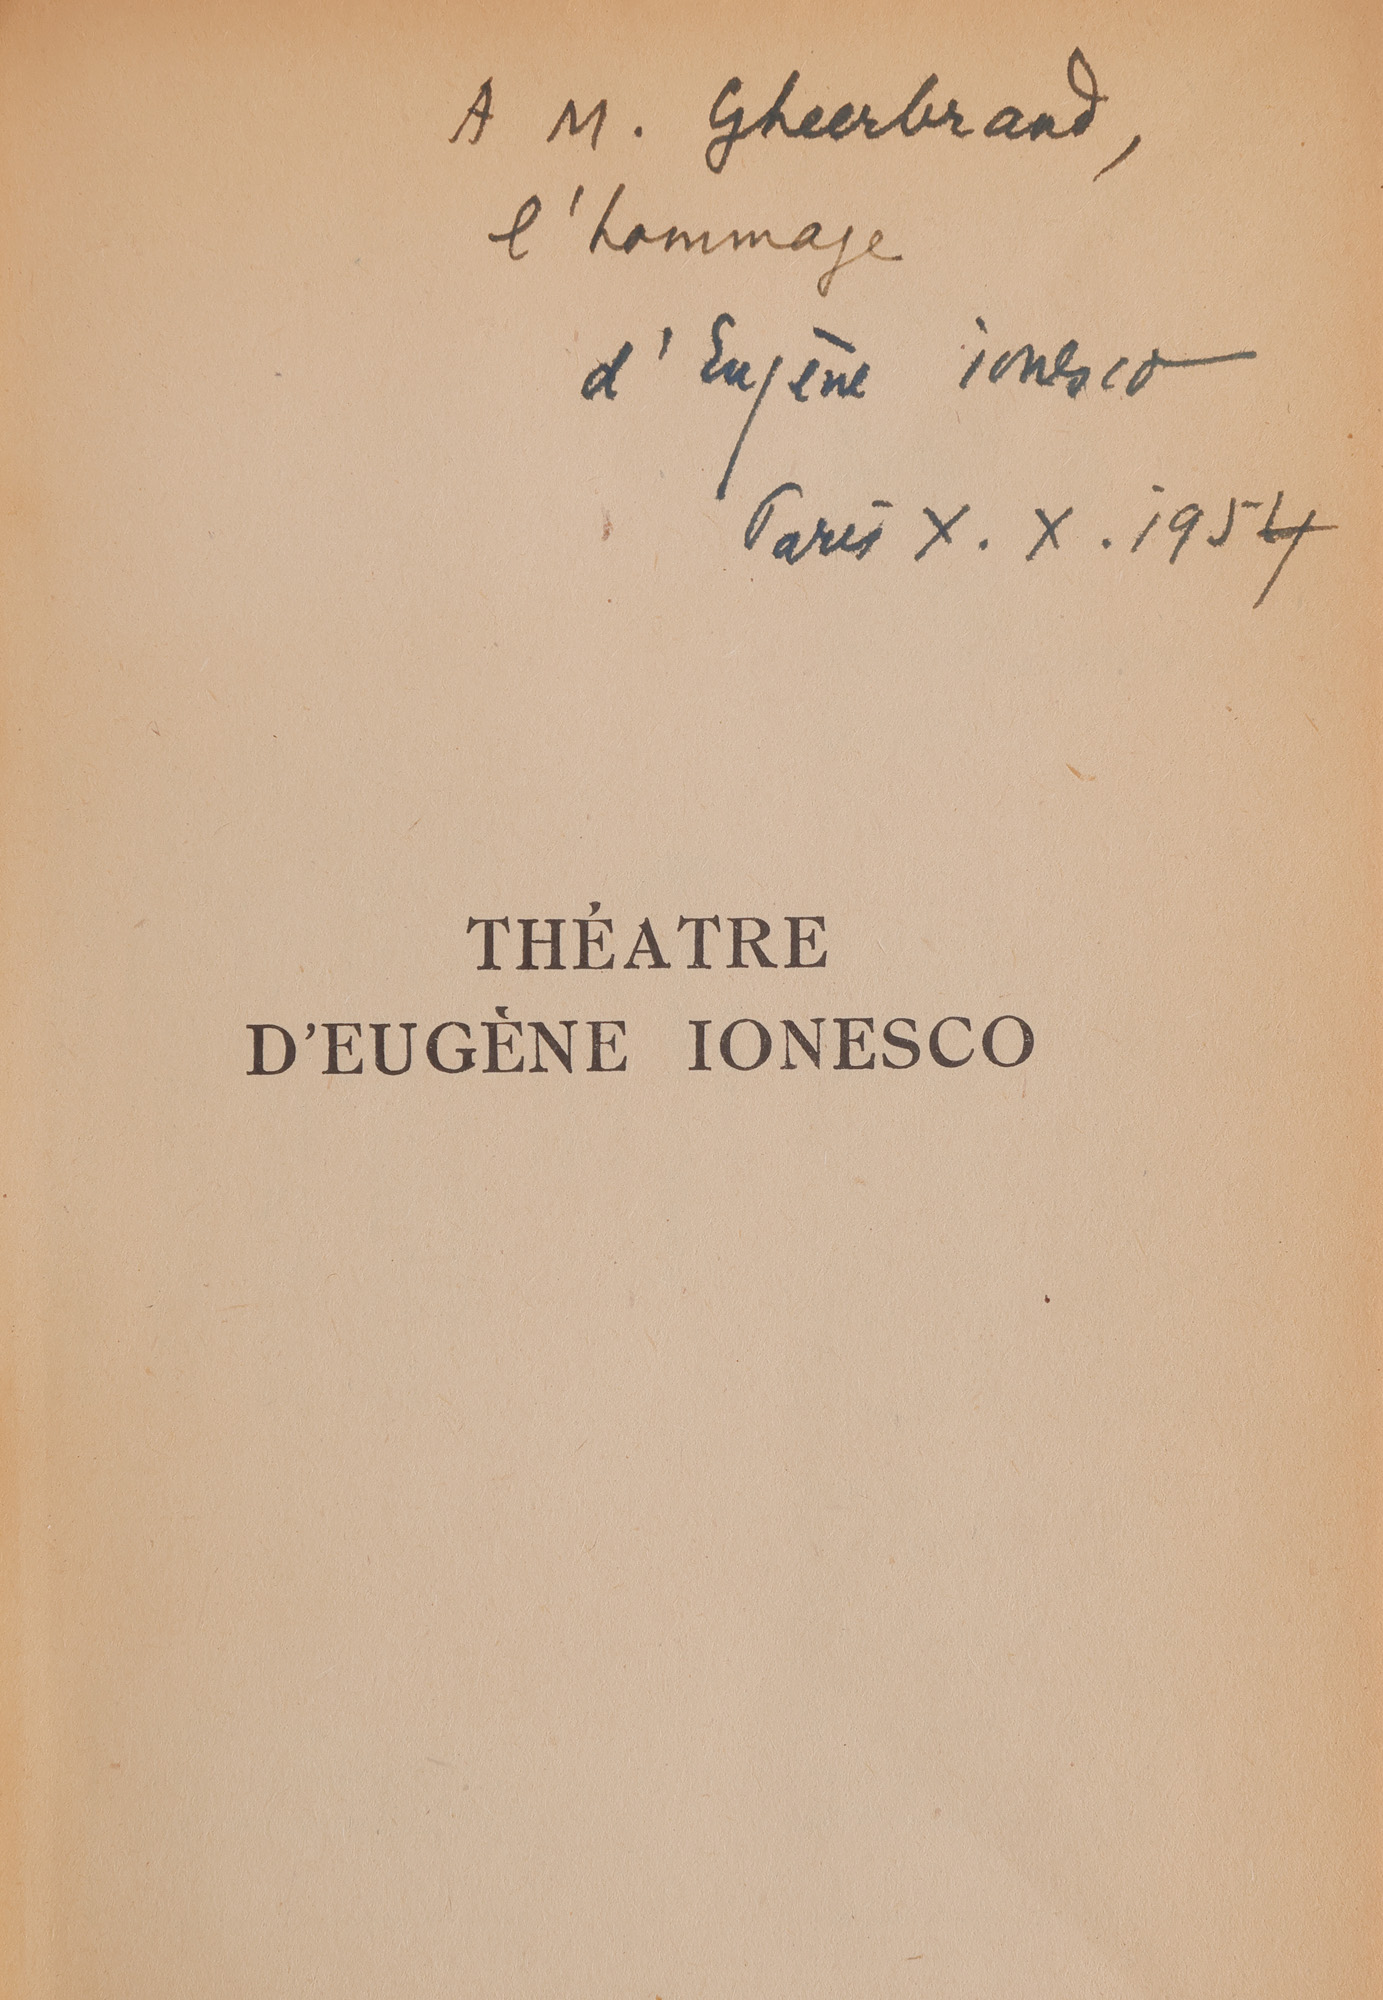 A M. Gheerbrand,
l'hommage
d'Eugène ionesco
Paris X. X. 1954
THÉATRE
D'EUGÈNE IONESCO